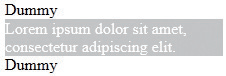 Dummy
Lorem ipsum dolor sit amet,
consectetur adipiscing elit.
Dummy